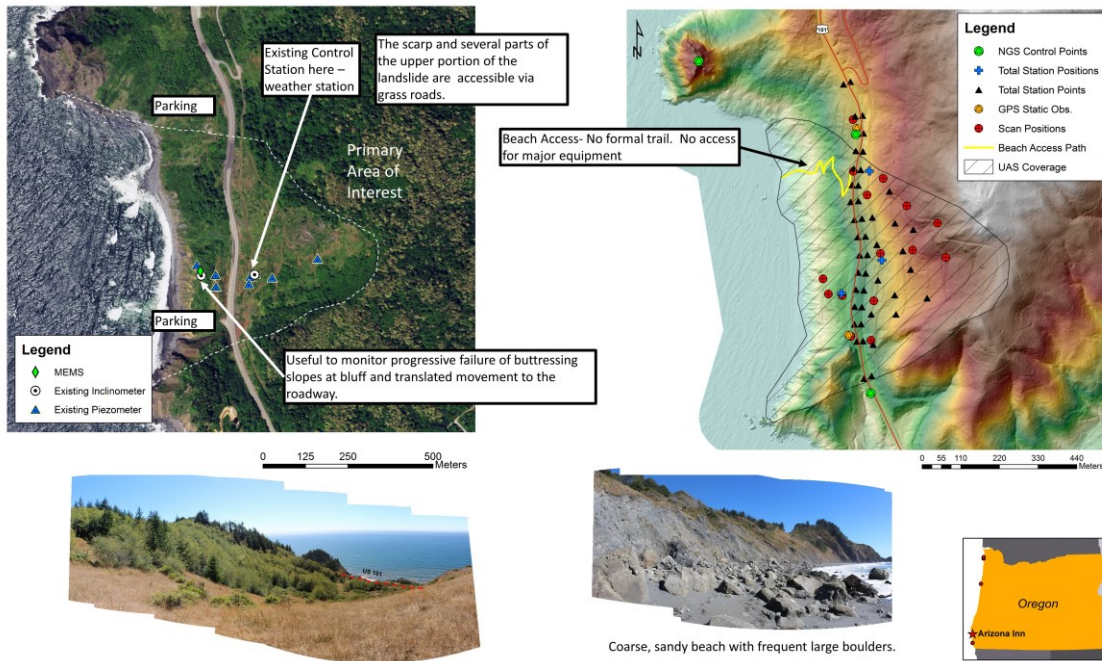 Existing Control
Station here –
weather station
The scarp and several parts of
the upper portion of the
landslide are accessible via
grass roads.
Parking
Primary
Area of
Interest
Parking
Useful to monitor progressive failure of buttressing
slopes at bluff and translated movement to the
roadway.
Legend
MEMS
Existing Inclinometer
Existing Piezometer
0 125 250 500
Meters
N
101
Beach Access- No formal trail. No access
for major equipment
Legend
NGS Control Points
Total Station Positions
Total Station Points
GPS Static Obs.
Scan Positions
Beach Access Path
UAS Coverage
0 55 110 220 330 440
Meters
US 101
Coarse, sandy beach with frequent large boulders.
Oregon
Arizona Inn